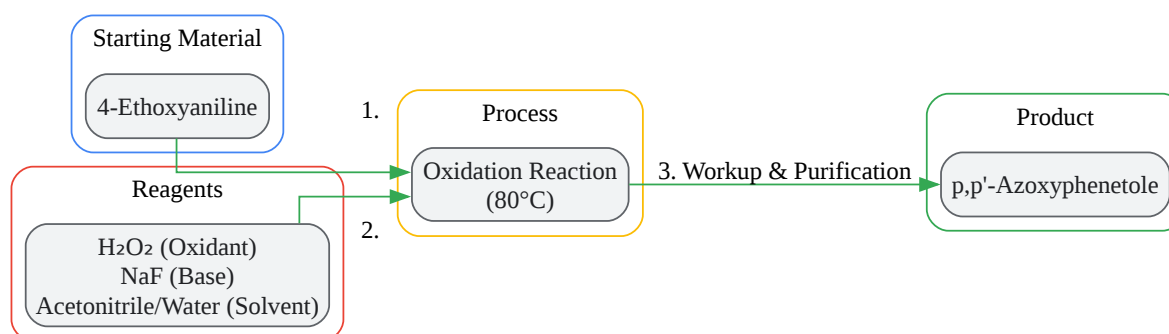 Starting Material
4-Ethoxyaniline
Reagents
H₂O₂ (Oxidant)
NaF (Base)
Acetonitrile/Water (Solvent)
1.
2.
Process
Oxidation Reaction
(80°C)
3. Workup & Purification
Product
p,p'-Azoxyphenetole